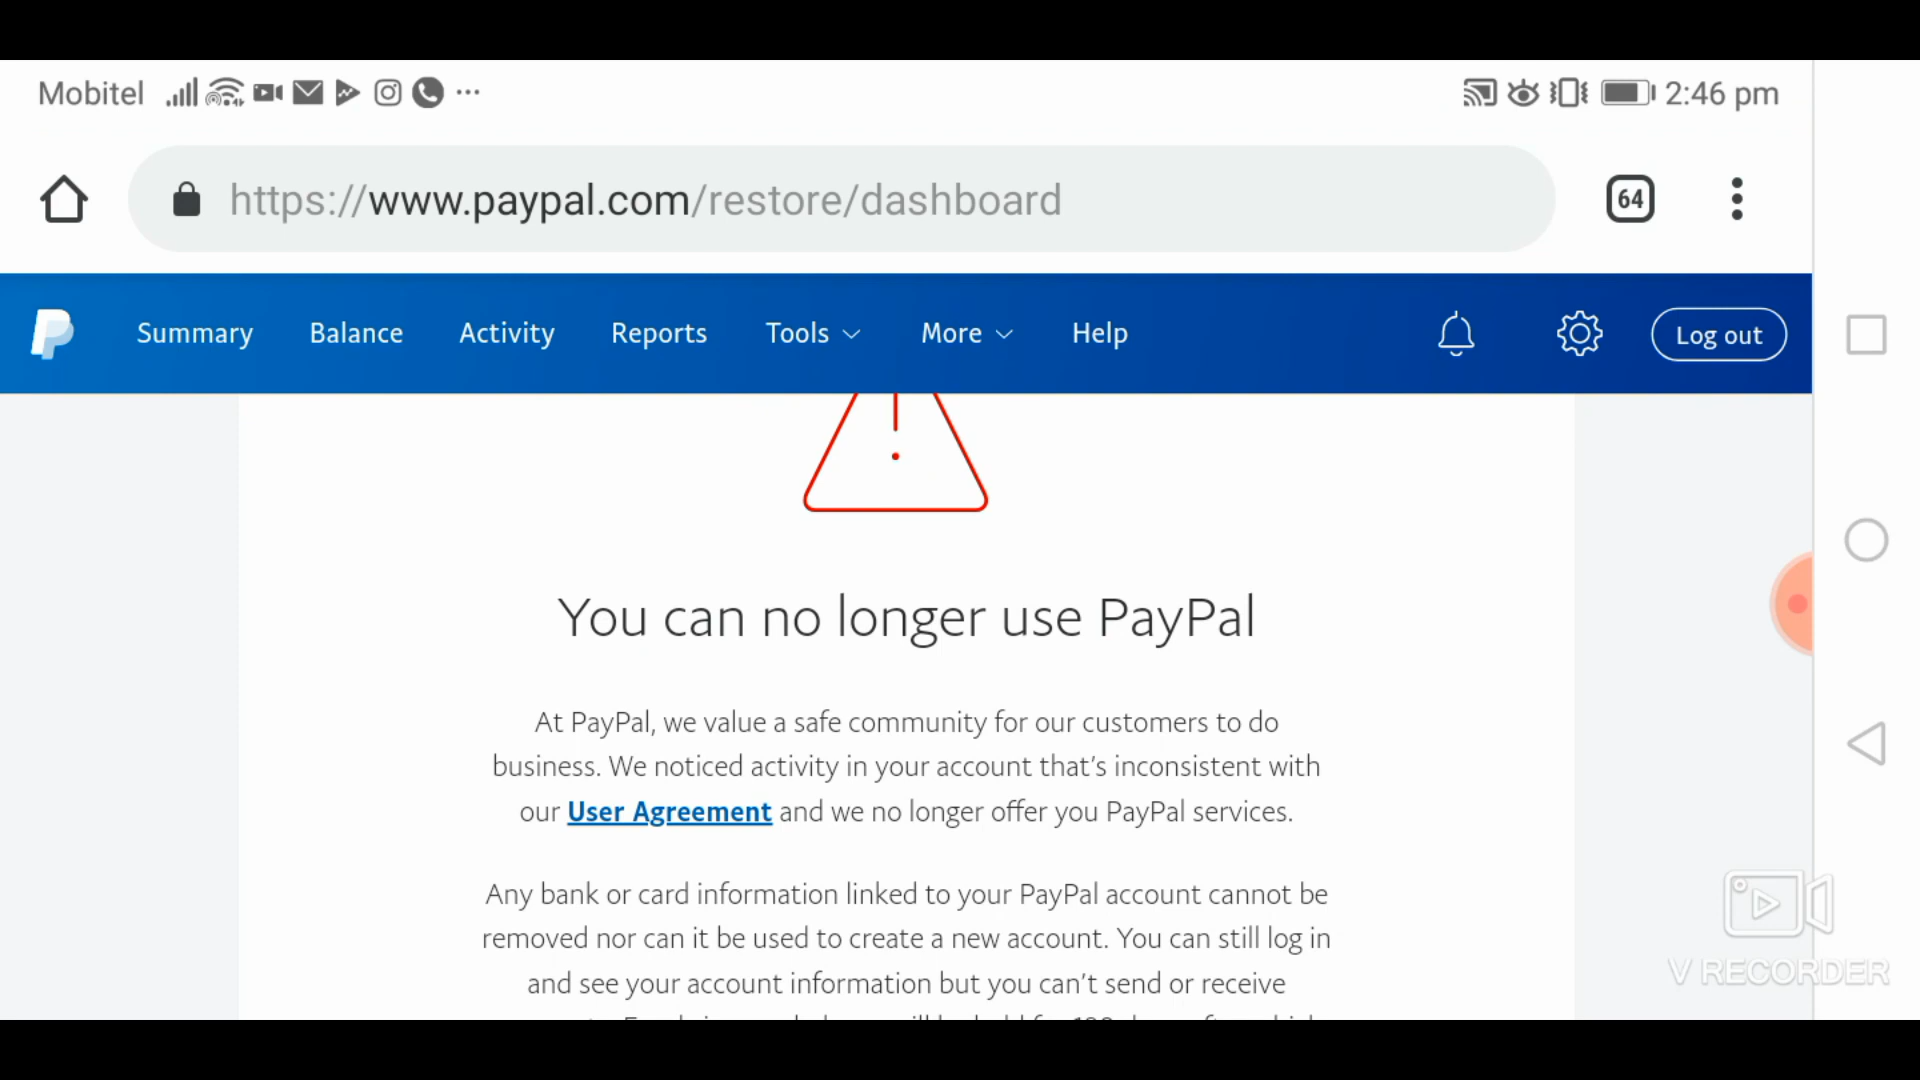 Mobitel
2:46 pm
https://www.paypal.com/restore/dashboard
64
Summary Balance Activity Reports Tools More Help Log out
You can no longer use PayPal
At PayPal, we value a safe community for our customers to do
business. We noticed activity in your account that's inconsistent with
our User Agreement and we no longer offer you PayPal services.
Any bank or card information linked to your PayPal account cannot be
removed nor can it be used to create a new account. You can still log in
and see your account information but you can't send or receive
V RECORDER